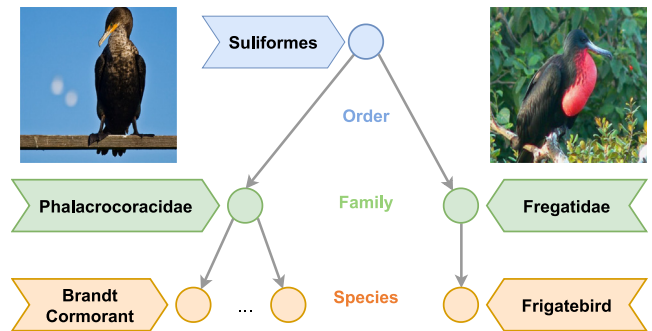 Suliformes
Order
Phalacrocoracidae
Family
Fregatidae
Brandt
Cormorant
...
Species
Frigatebird